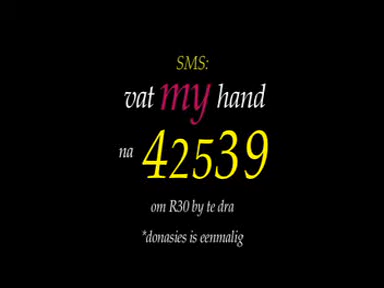 SMS:
vat my hand
na 42539
om R30 by te dra
*donasies is eenmalig